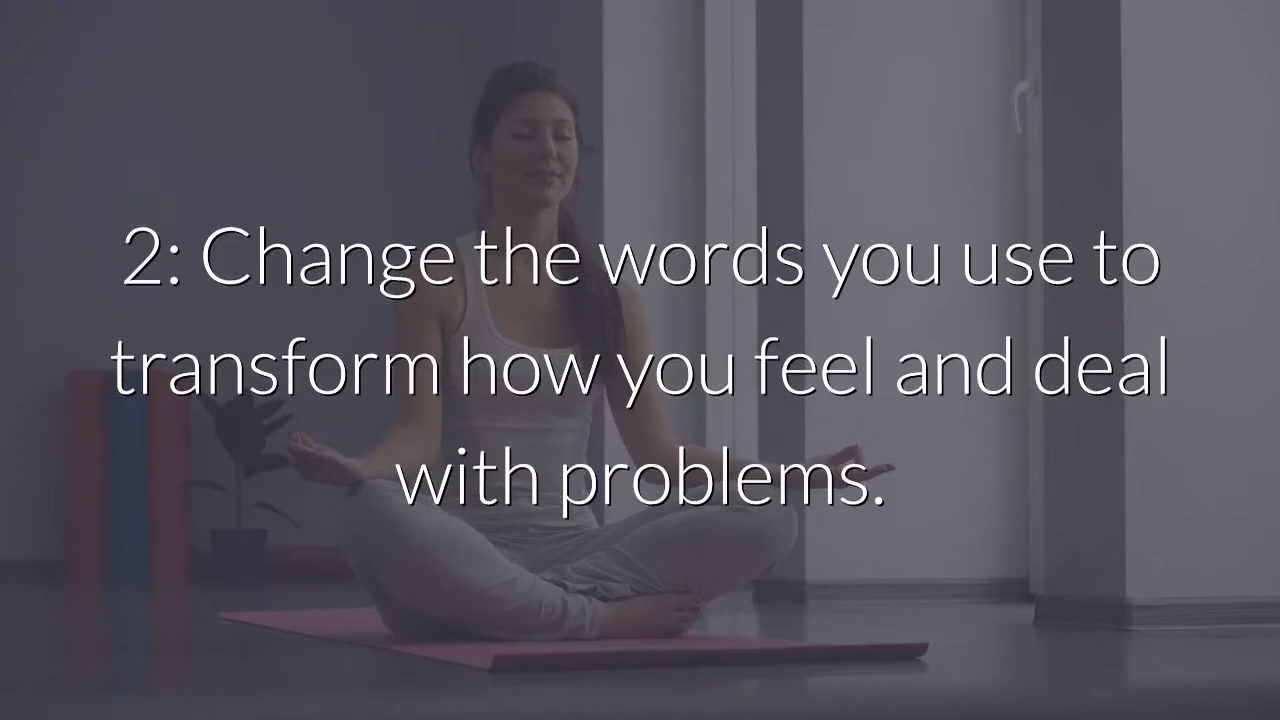 2: Change the words you use to
transform how you feel and deal
with problems.